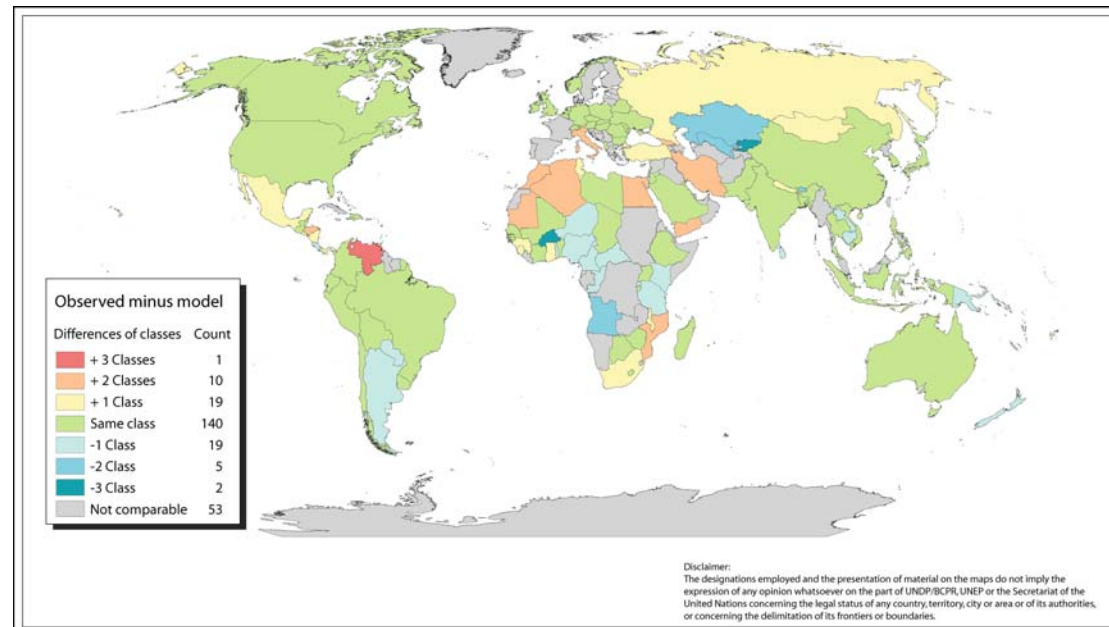 Observed minus model
Differences of classes Count
+ 3 Classes 1
+ 2 Classes 10
+ 1 Class 19
Same class 140
-1 Class 19
-2 Class 5
-3 Class 2
Not comparable 53
Disclaimer:
The designations employed and the presentation of material on the maps do not imply the
expression of any opinion whatsoever on the part of UNDP/BCPR, UNEP or the Secretariat of the
United Nations concerning the legal status of any country, territory, city or area or of its authorities,
or concerning the delimitation of its frontiers or boundaries.